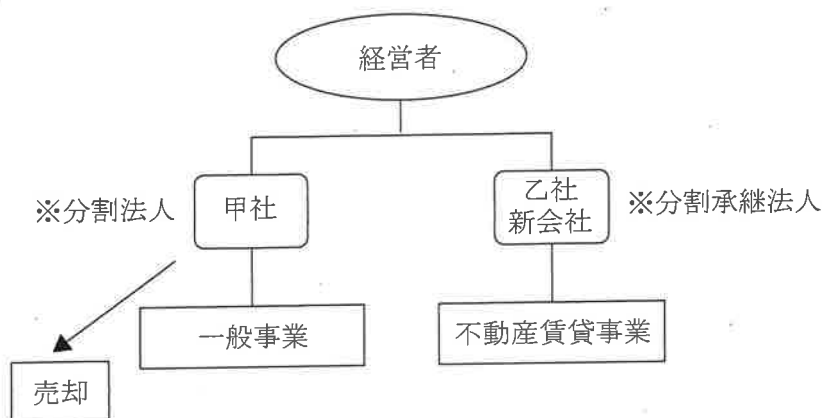 経営者
※分割法人
甲社
乙社
新会社
※分割承継法人
一般事業
不動産賃貸事業
売却